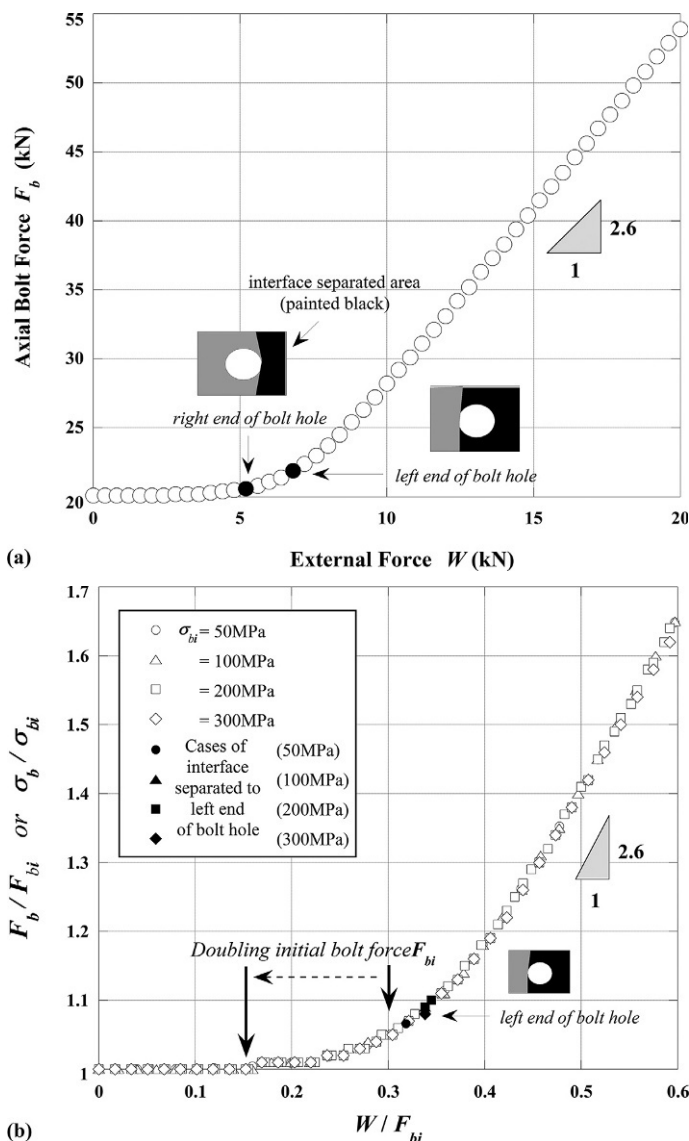 55
50
45
40
35
30
25
20
Axial Bolt Force F_b (kN)
2.6
1
interface separated area
(painted black)
right end of bolt hole
left end of bolt hole
0
5
10
15
20
(a)
External Force W (kN)
1.7
1.6
1.5
1.4
1.3
1.2
1.1
1
F_b / F_bi or σ_b / σ_bi
σ_bi = 50MPa
= 100MPa
= 200MPa
= 300MPa
Cases of (50MPa)
interface
separated to (100MPa)
left end (200MPa)
of bolt hole (300MPa)
2.6
1
Doubling initial bolt force F_bi
left end of bolt hole
0
0.1
0.2
0.3
0.4
0.5
0.6
(b)
W / F_bi